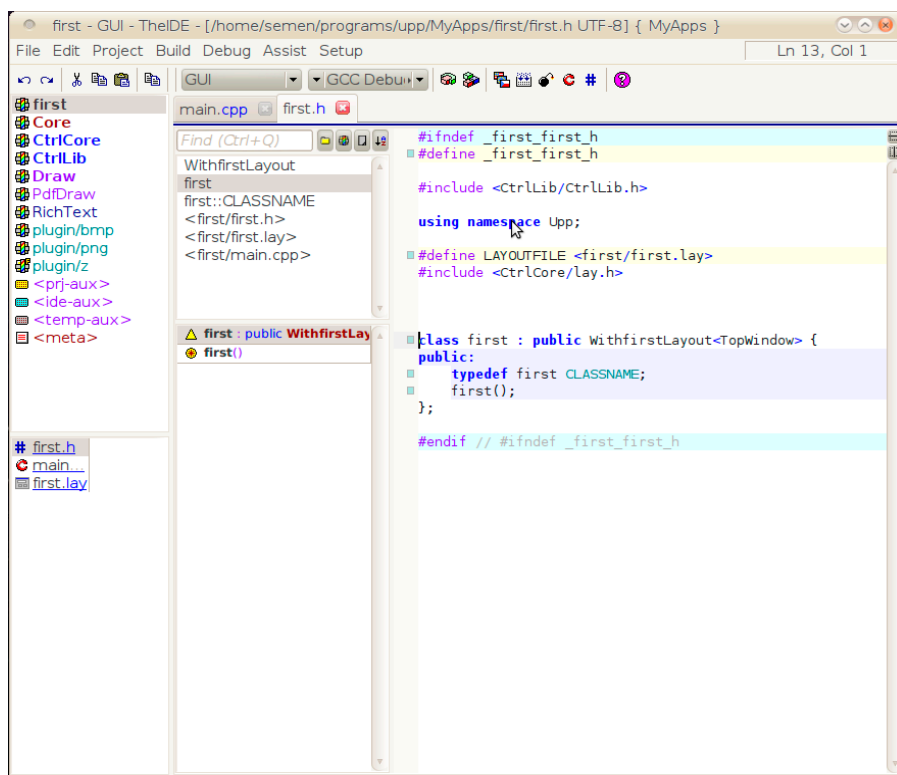 first - GUI - TheIDE - [/home/semen/programs/upp/MyApps/first/first.h UTF-8] { MyApps }
File Edit Project Build Debug Assist Setup
Ln 13, Col 1
GUI
GCC Debu
first
Core
CtrlCore
CtrlLib
Draw
PdfDraw
RichText
plugin/bmp
plugin/png
plugin/z
<prj-aux>
<ide-aux>
<temp-aux>
<meta>
# first.h
main...
first.lay
main.cpp
first.h
Find (Ctrl+Q)
WithfirstLayout
first
first::CLASSNAME
<first/first.h>
<first/first.lay>
<first/main.cpp>
first : public WithfirstLay
first()
#ifndef _first_first_h
#define _first_first_h
#include <CtrlLib/CtrlLib.h>
using namespace Upp;
#define LAYOUTFILE <first/first.lay>
#include <CtrlCore/lay.h>
class first : public WithfirstLayout<TopWindow> {
public:
typedef first CLASSNAME;
first();
};
#endif // #ifndef _first_first_h